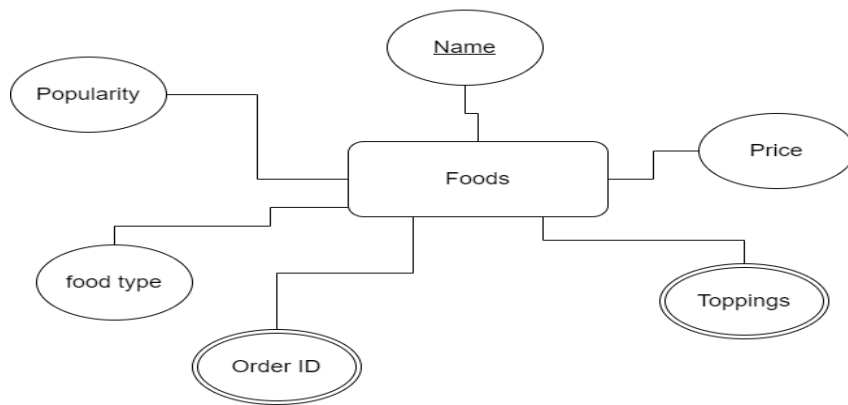 Name
Popularity
Price
Foods
food type
Toppings
Order ID